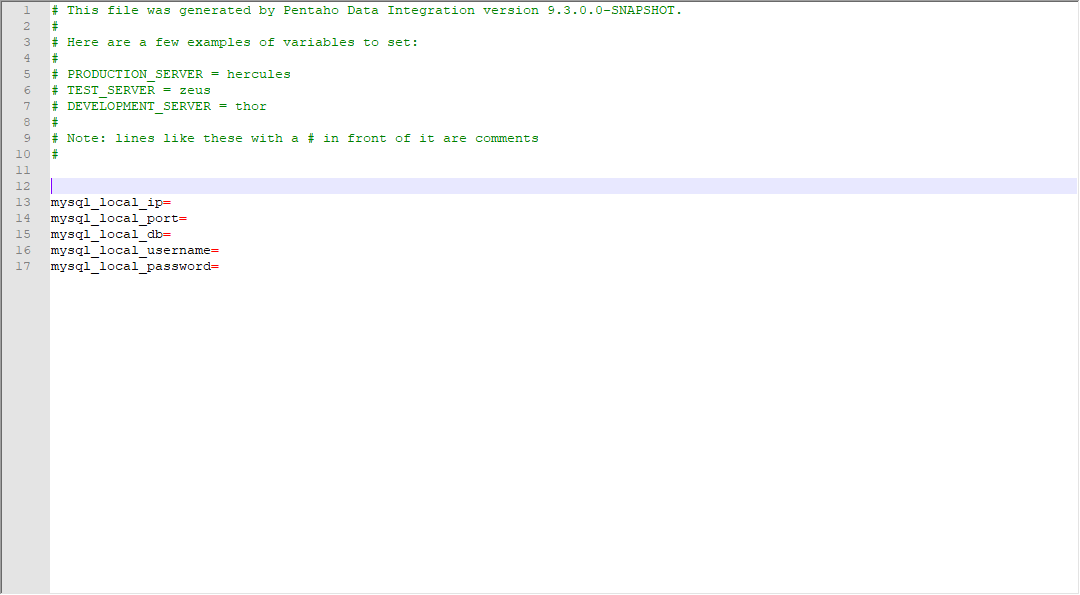 1 # This file was generated by Pentaho Data Integration version 9.3.0.0-SNAPSHOT.
2 #
3 # Here are a few examples of variables to set:
4 #
5 # PRODUCTION_SERVER = hercules
6 # TEST_SERVER = zeus
7 # DEVELOPMENT_SERVER = thor
8 #
9 # Note: lines like these with a # in front of it are comments
10 #
11
12
13 mysql_local_ip=
14 mysql_local_port=
15 mysql_local_db=
16 mysql_local_username=
17 mysql_local_password=